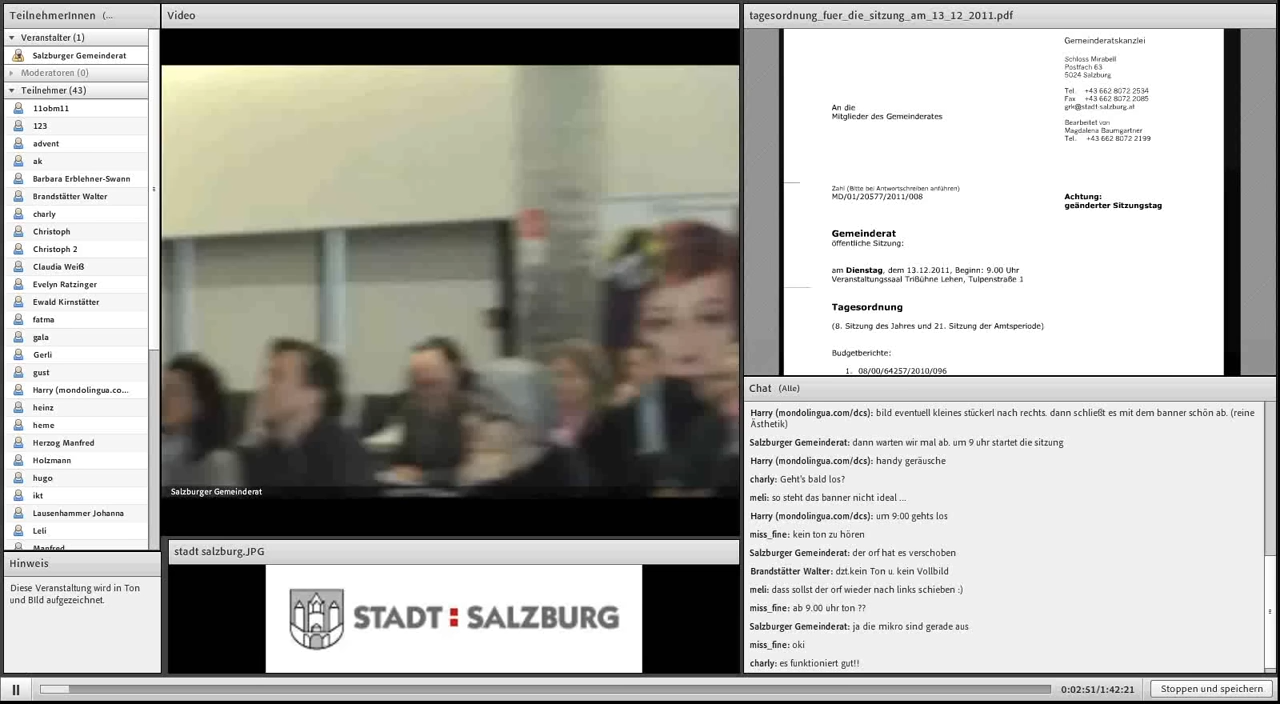 TeilnehmerInnen (...
Veranstalter (1)
Salzburger Gemeinderat
Moderatoren (0)
Teilnehmer (43)
11obm11
123
advent
ak
Barbara Erblehner-Swann
Brandstätter Walter
charly
Christoph
Christoph 2
Claudia Weiß
Evelyn Ratzinger
Ewald Kirnstätter
fatma
gala
Gerli
gust
Harry (mondolingua.co...
heinz
heme
Herzog Manfred
Holzmann
hugo
ikt
Lausenhammer Johanna
Leli
Manfred
Hinweis
Diese Veranstaltung wird in Ton
und BIld aufgezeichnet.
Video
Salzburger Gemeinderat
stadt salzburg.JPG
STADT : SALZBURG
tagesordnung_fuer_die_sitzung_am_13_12_2011.pdf
Gemeinderatskanzlei
Schloss Mirabell
Postfach 63
5024 Salzburg
Tel. +43 662 8072 2534
Fax +43 662 8072 2085
grk@stadt-salzburg.at
Bearbeitet von
Magdalena Baumgartner
Tel. +43 662 8072 2199
An die
Mitglieder des Gemeinderates
Zahl (Bitte bei Antwortschreiben anführen)
MD/01/20577/2011/008
Achtung:
geänderter Sitzungstag
Gemeinderat
öffentliche Sitzung:
am Dienstag, dem 13.12.2011, Beginn: 9.00 Uhr
Veranstaltungssaal TriBühne Lehen, Tulpenstraße 1
Tagesordnung
(8. Sitzung des Jahres und 21. Sitzung der Amtsperiode)
Budgetberichte:
1. 08/00/64257/2010/096
Chat (Alle)
Harry (mondolingua.com/dcs): bild eventuell kleines stückerl nach rechts. dann schließt es mit dem banner schön ab. (reine
Ästhetik)
Salzburger Gemeinderat: dann warten wir mal ab. um 9 uhr startet die sitzung
Harry (mondolingua.com/dcs): handy geräusche
charly: Geht's bald los?
meli: so steht das banner nicht ideal ...
Harry (mondolingua.com/dcs): um 9:00 gehts los
miss_fine: kein ton zu hören
Salzburger Gemeinderat: der orf hat es verschoben
Brandstätter Walter: dzt.kein Ton u. kein Vollbild
meli: dass sollst der orf wieder nach links schieben :)
miss_fine: ab 9.00 uhr ton ??
Salzburger Gemeinderat: ja die mikro sind gerade aus
miss_fine: oki
charly: es funktioniert gut!!
0:02:51/1:42:21
Stoppen und speichern